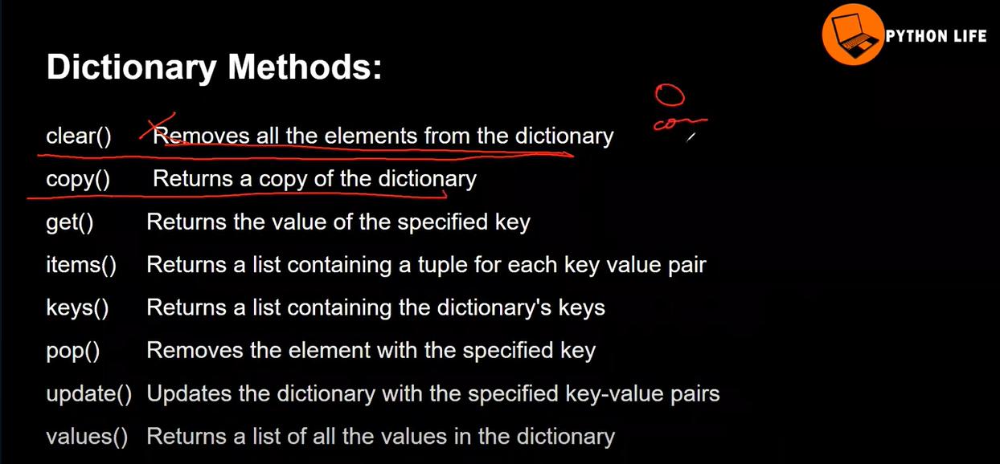 PYTHON LIFE
Dictionary Methods:
clear() Removes all the elements from the dictionary
copy() Returns a copy of the dictionary
get() Returns the value of the specified key
items() Returns a list containing a tuple for each key value pair
keys() Returns a list containing the dictionary's keys
pop() Removes the element with the specified key
update() Updates the dictionary with the specified key-value pairs
values() Returns a list of all the values in the dictionary